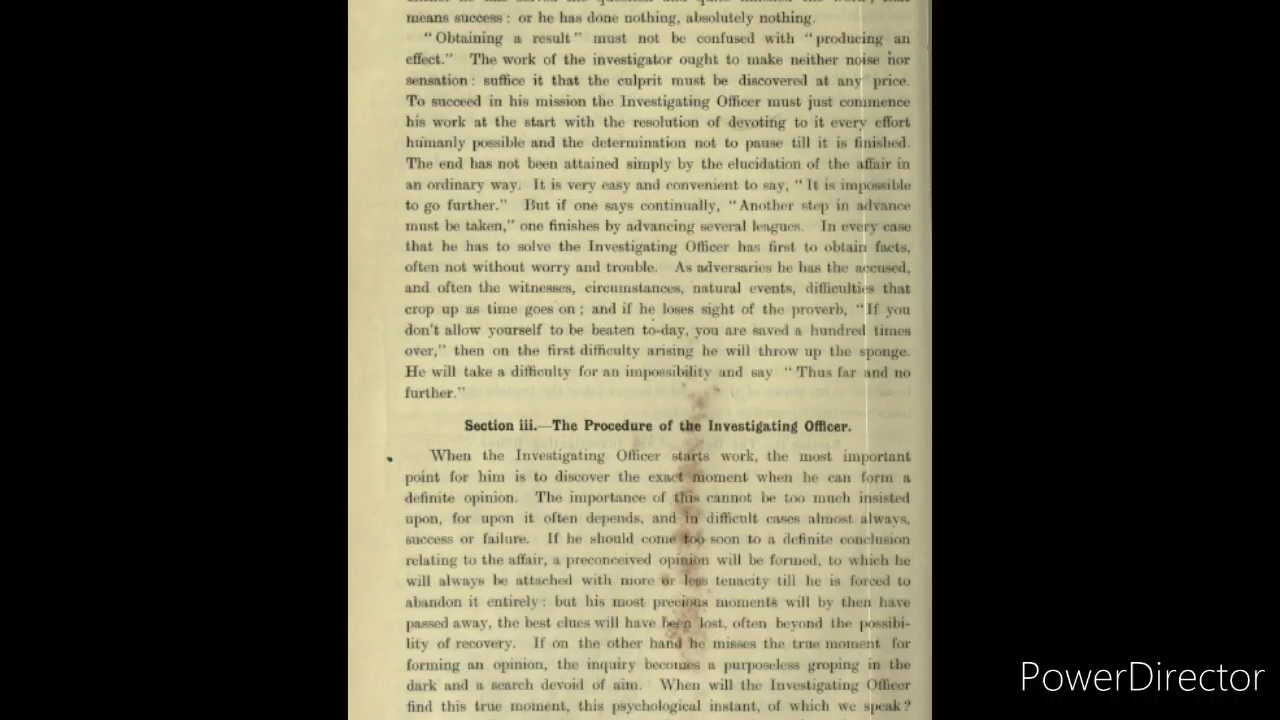 means success: or he has done nothing, absolutely nothing.
"Obtaining a result" must not be confused with "producing an
effect." The work of the investigator ought to make neither noise nor
sensation: suffice it that the culprit must be discovered at any price.
To succeed in his mission the Investigating Officer must just commence
his work at the start with the resolution of devoting to it every effort
humanly possible and the determination not to pause till it is finished.
The end has not been attained simply by the elucidation of the affair in
an ordinary way. It is very easy and convenient to say, "It is impossible
to go further." But if one says continually, "Another step in advance
must be taken," one finishes by advancing several leagues. In every case
that he has to solve the Investigating Officer has first to obtain facts,
often not without worry and trouble. As adversaries he has the accused,
and often the witnesses, circumstances, natural events, difficulties that
crop up as time goes on; and if he loses sight of the proverb, "If you
don't allow yourself to be beaten to-day, you are saved a hundred times
over," then on the first difficulty arising he will throw up the sponge.
He will take a difficulty for an impossibility and say "Thus far and no
further."
Section iii.—The Procedure of the Investigating Officer.
When the Investigating Officer starts work, the most important
point for him is to discover the exact moment when he can form a
definite opinion. The importance of this cannot be too much insisted
upon, for upon it often depends, and in difficult cases almost always,
success or failure. If he should come too soon to a definite conclusion
relating to the affair, a preconceived opinion will be formed, to which he
will always be attached with more or less tenacity till he is forced to
abandon it entirely: but his most precious moments will by then have
passed away, the best clues will have been lost, often beyond the possibi-
lity of recovery. If on the other hand he misses the true moment for
forming an opinion, the inquiry becomes a purposeless groping in the
dark and a search devoid of aim. When will the Investigating Officer
find this true moment, this psychological instant, of which we speak?
PowerDirector